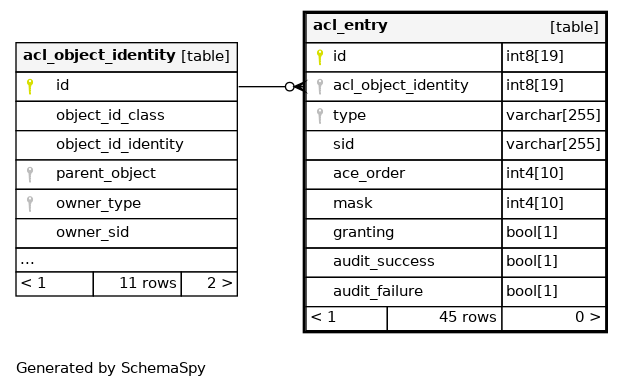 acl_object_identity [table]
id
object_id_class
object_id_identity
parent_object
owner_type
owner_sid
...
< 1 11 rows 2 >
acl_entry [table]
id int8[19]
acl_object_identity int8[19]
type varchar[255]
sid varchar[255]
ace_order int4[10]
mask int4[10]
granting bool[1]
audit_success bool[1]
audit_failure bool[1]
< 1 45 rows 0 >
Generated by SchemaSpy